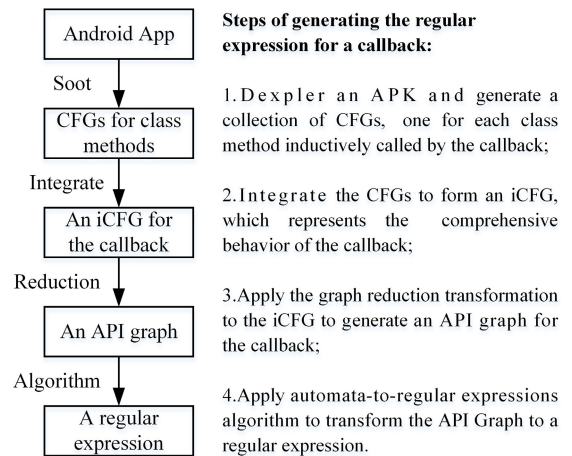 Android App
Soot
CFGs for class
methods
Integrate
An iCFG for
the callback
Reduction
An API graph
Algorithm
A regular
expression
Steps of generating the regular
expression for a callback:
1.Dexpler an APK and generate a
collection of CFGs, one for each class
method inductively called by the callback;
2.Integrate the CFGs to form an iCFG,
which represents the comprehensive
behavior of the callback;
3.Apply the graph reduction transformation
to the iCFG to generate an API graph for
the callback;
4.Apply automata-to-regular expressions
algorithm to transform the API Graph to a
regular expression.